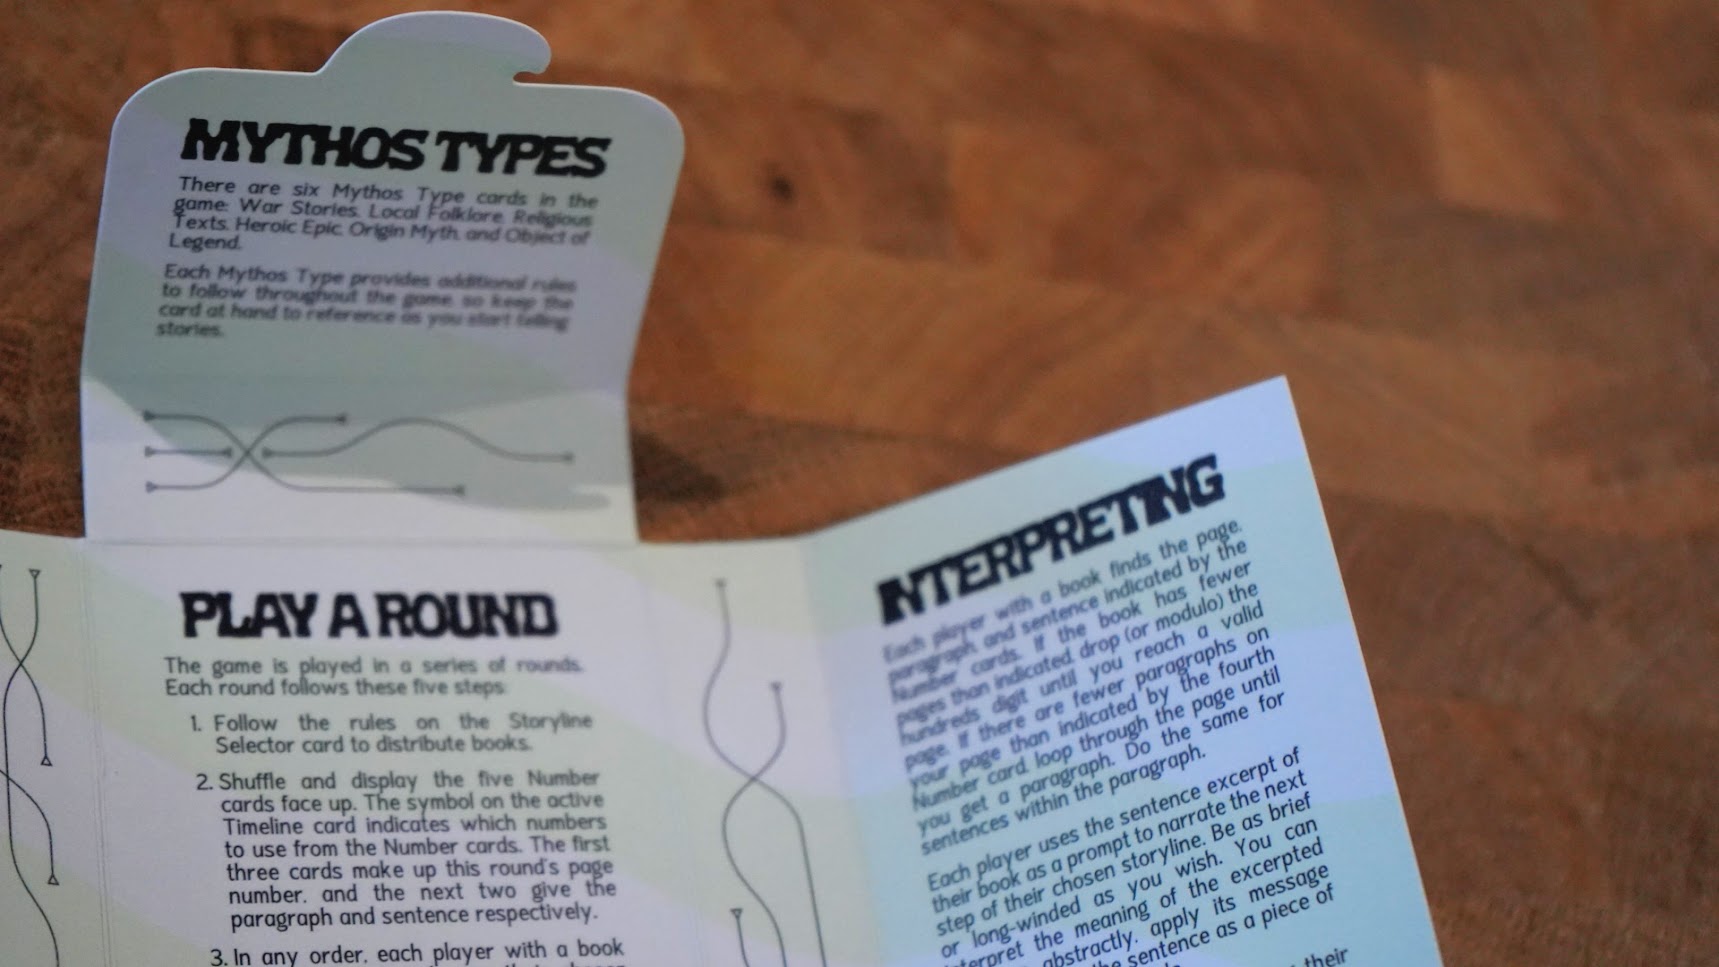 MYTHOS TYPES
There are six Mythos Type cards in the
game: War Stories, Local Folklore, Religious
Texts, Heroic Epic, Origin Myth, and Object of
Legend.
Each Mythos Type provides additional rules
to follow throughout the game, so keep the
card at hand to reference as you start telling
stories.
PLAY A ROUND
The game is played in a series of rounds.
Each round follows these five steps:
1. Follow the rules on the Storyline
Selector card to distribute books.
2. Shuffle and display the five Number
cards face up. The symbol on the active
Timeline card indicates which numbers
to use from the Number cards. The first
three cards make up this round's page
number, and the next two give the
paragraph and sentence respectively.
3. In any order, each player with a book
INTERPRETING
Each player with a book finds the page,
paragraph, and sentence indicated by the
Number cards. If the book has fewer
pages than indicated, drop (or modulo) the
hundreds digit until you reach a valid
page. If there are fewer paragraphs on
your page than indicated by the fourth
Number card, loop through the page until
you get a paragraph. Do the same for
sentences within the paragraph.
Each player uses the sentence excerpt of
their book as a prompt to narrate the next
step of their chosen storyline. Be as brief
or long-winded as you wish. You can
interpret the meaning of the excerpted
abstractly, apply its message
the sentence as a piece of
their